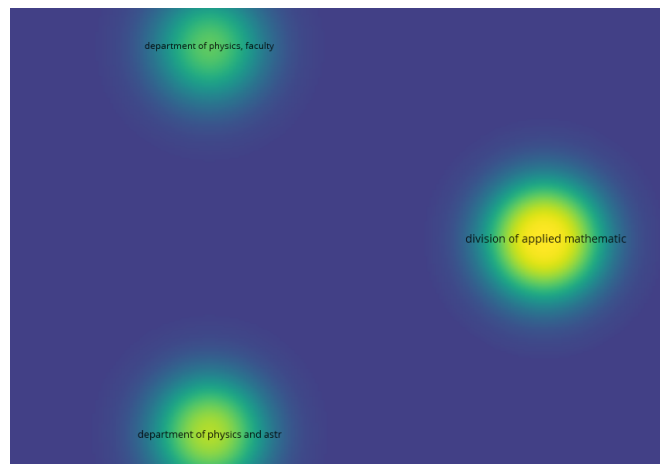 department of physics, faculty
division of applied mathematic
department of physics and astr